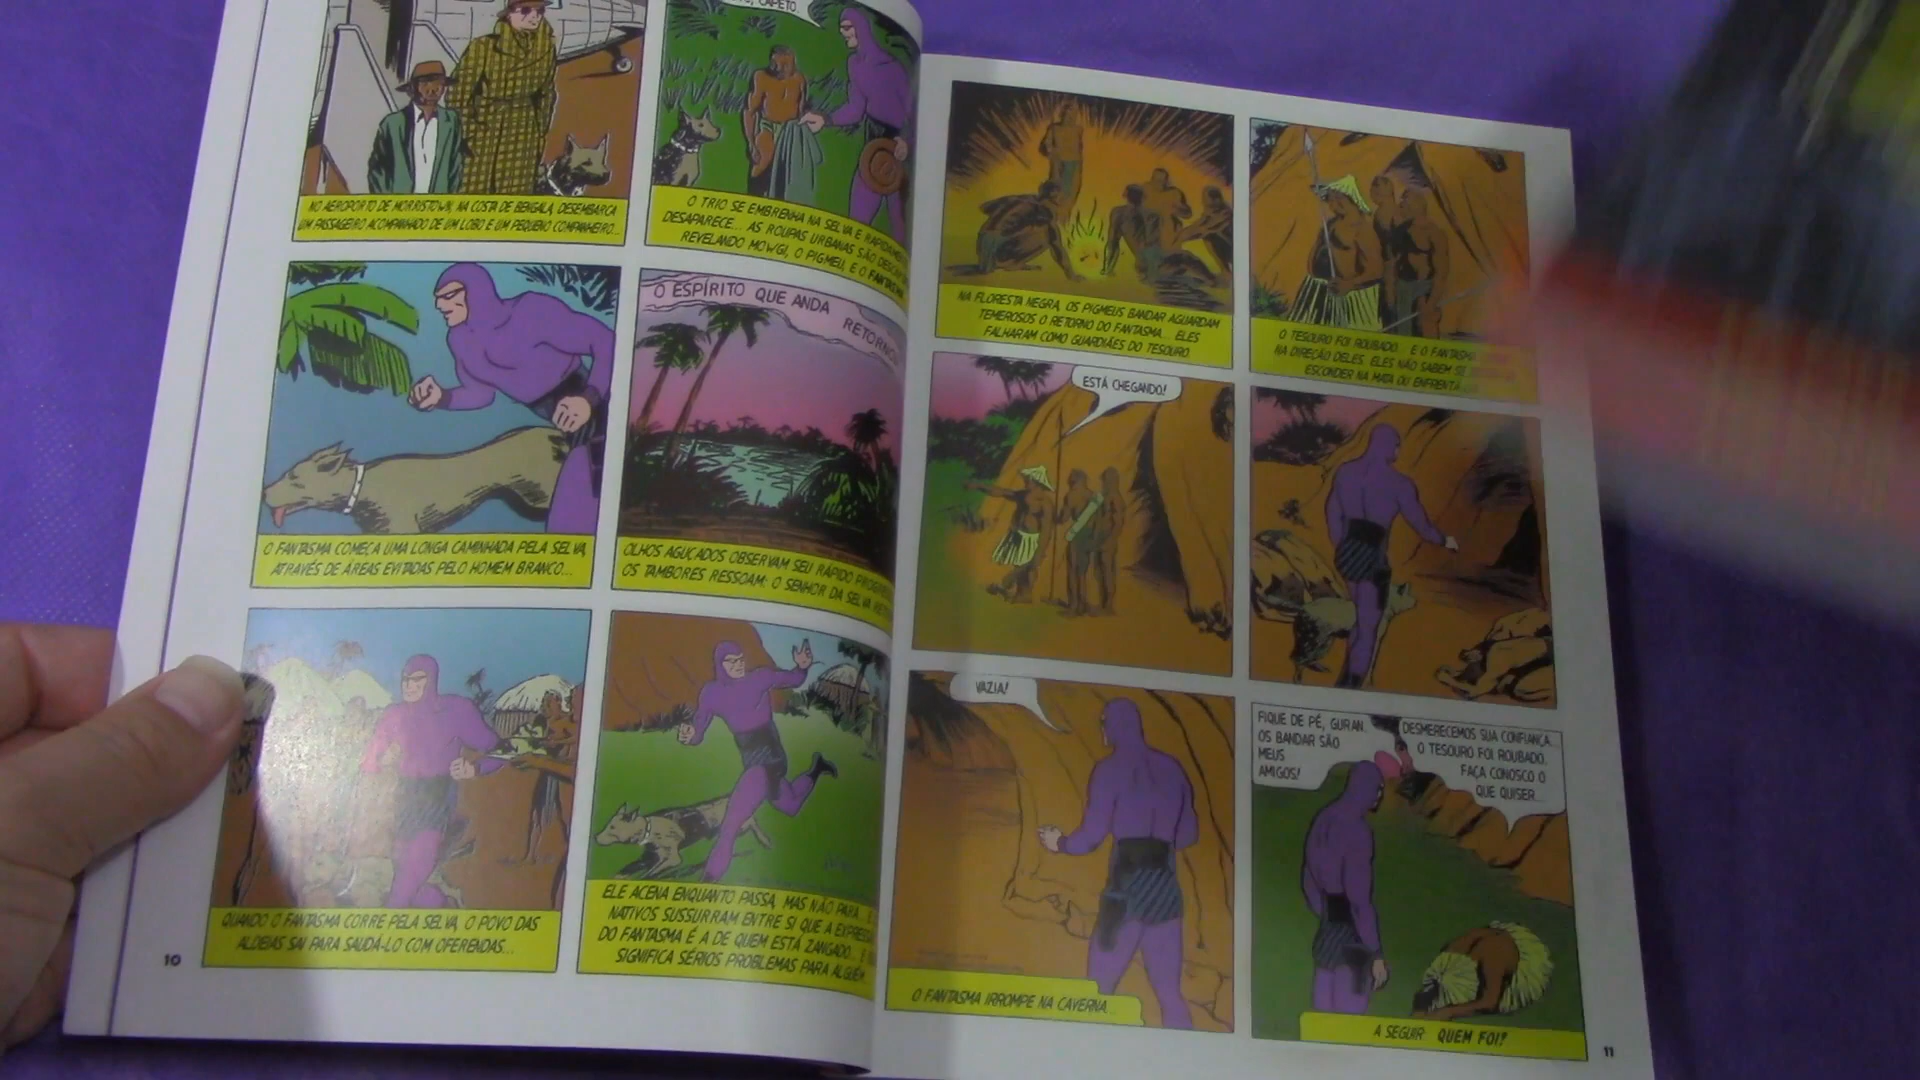 NO AEROPORTO DE MORRISTOWN, NA COSTA DE BENGALA, DESEMBARCA
UM PASSAGEIRO ACOMPANHADO DE UM LOBO E UM PEQUENO COMPANHEIRO...
CAPETO.
O TRIO SE EMBRENHA NA SELVA E
DESAPARECE... AS ROUPAS URBANAS SÃO
REVELANDO MOWGI, O PIGMEU, E O FANTASMA
O FANTASMA COMEÇA UMA LONGA CAMINHADA PELA SELVA,
ATRAVÉS DE ÁREAS EVITADAS PELO HOMEM BRANCO...
O ESPÍRITO QUE ANDA
OLHOS AGUÇADOS OBSERVAM SEU RÁPIDO
OS TAMBORES RESSOAM: O SENHOR DA SELVA
QUANDO O FANTASMA CORRE PELA SELVA, O POVO DAS
ALDEIAS SAI PARA SAUDÁ-LO COM OFERENDAS...
ELE ACENA ENQUANTO PASSA, MAS NÃO PARA...
NATIVOS SUSSURRAM ENTRE SI QUE A
DO FANTASMA É A DE QUEM ESTÁ ZANGADO...
SIGNIFICA SÉRIOS PROBLEMAS PARA
10
NA FLORESTA NEGRA, OS PIGMEUS BANDAR AGUARDAM
TEMEROSOS O RETORNO DO FANTASMA... ELES
FALHARAM COMO GUARDIÃES DO TESOURO.
O TESOURO FOI ROUBADO... E O
NA DIREÇÃO DELES. ELES NÃO SABEM SE
ESCONDER NA MATA OU
ESTÁ CHEGANDO!
VAZIA!
O FANTASMA IRROMPE NA CAVERNA...
FIQUE DE PÉ, GURAN.
OS BANDAR SÃO
MEUS
AMIGOS!
DESMERECEMOS SUA CONFIANÇA.
O TESOURO FOI ROUBADO.
FAÇA CONOSCO O
QUE QUISER...
A SEGUIR: QUEM FOI?
11